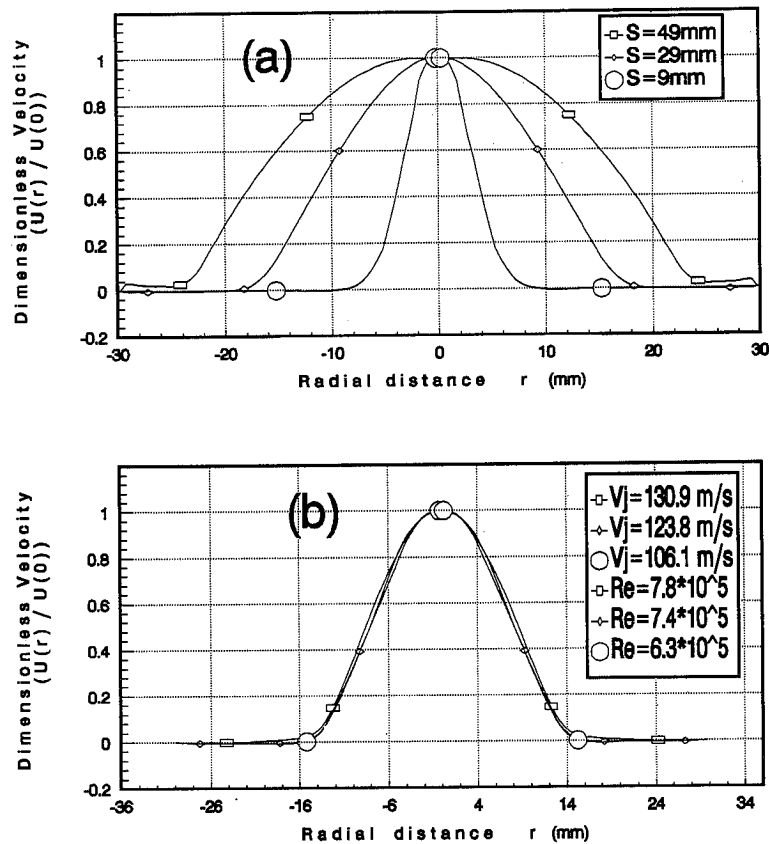 (a)
S=49mm
S=29mm
S=9mm
Dimensionless Velocity
(U(r) / U(0))
1
0.8
0.6
0.4
0.2
0
-0.2
-30 -20 -10 0 10 20 30
Radial distance r (mm)
(b)
Vj=130.9 m/s
Vj=123.8 m/s
Vj=106.1 m/s
Re=7.8*10^5
Re=7.4*10^5
Re=6.3*10^5
Dimensionless Velocity
(U(r) / U(0))
1
0.8
0.6
0.4
0.2
0
-0.2
-36 -26 -16 -6 4 14 24 34
Radial distance r (mm)